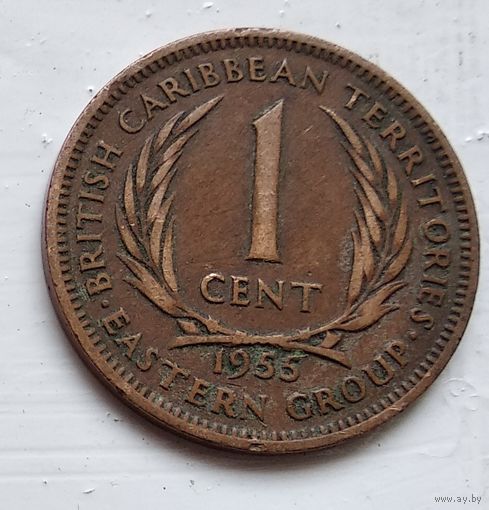 BRITISH CARIBBEAN TERRITORIES
1
CENT
1955
· EASTERN GROUP ·
www.ay.by